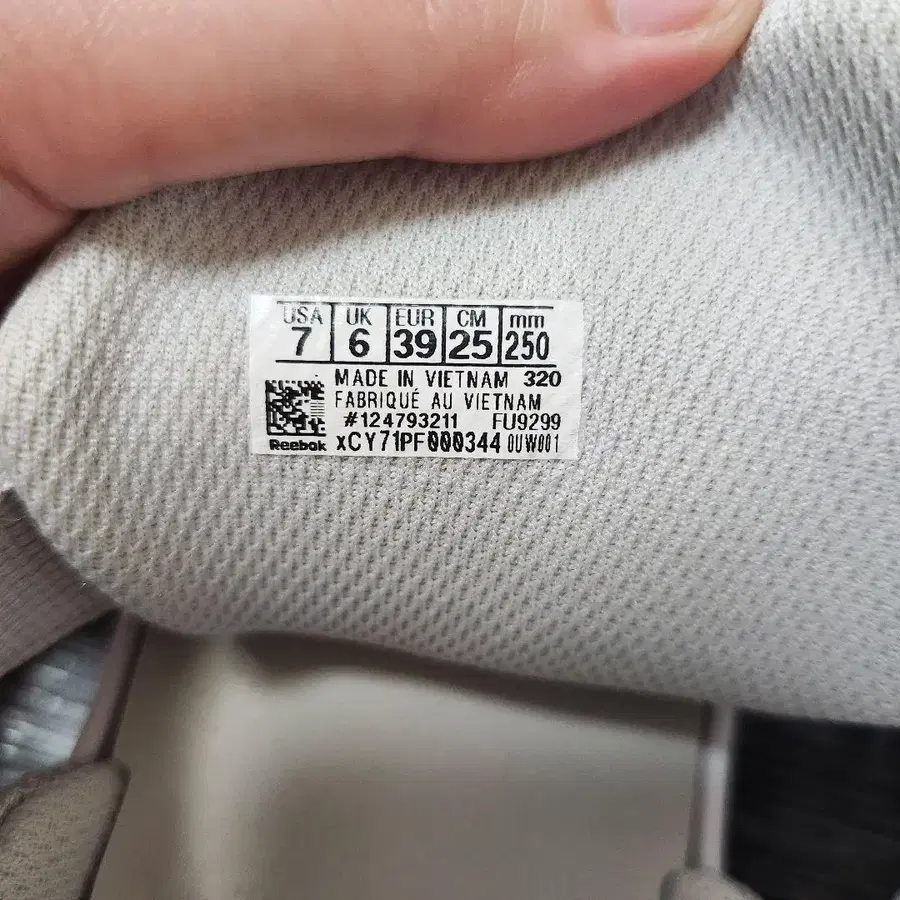 USA UK EUR CM mm
7 6 39 25 250
MADE IN VIETNAM 320
FABRIQUÉ AU VIETNAM
#124793211 FU9299
Reebok xCY71PF000344 0UW001